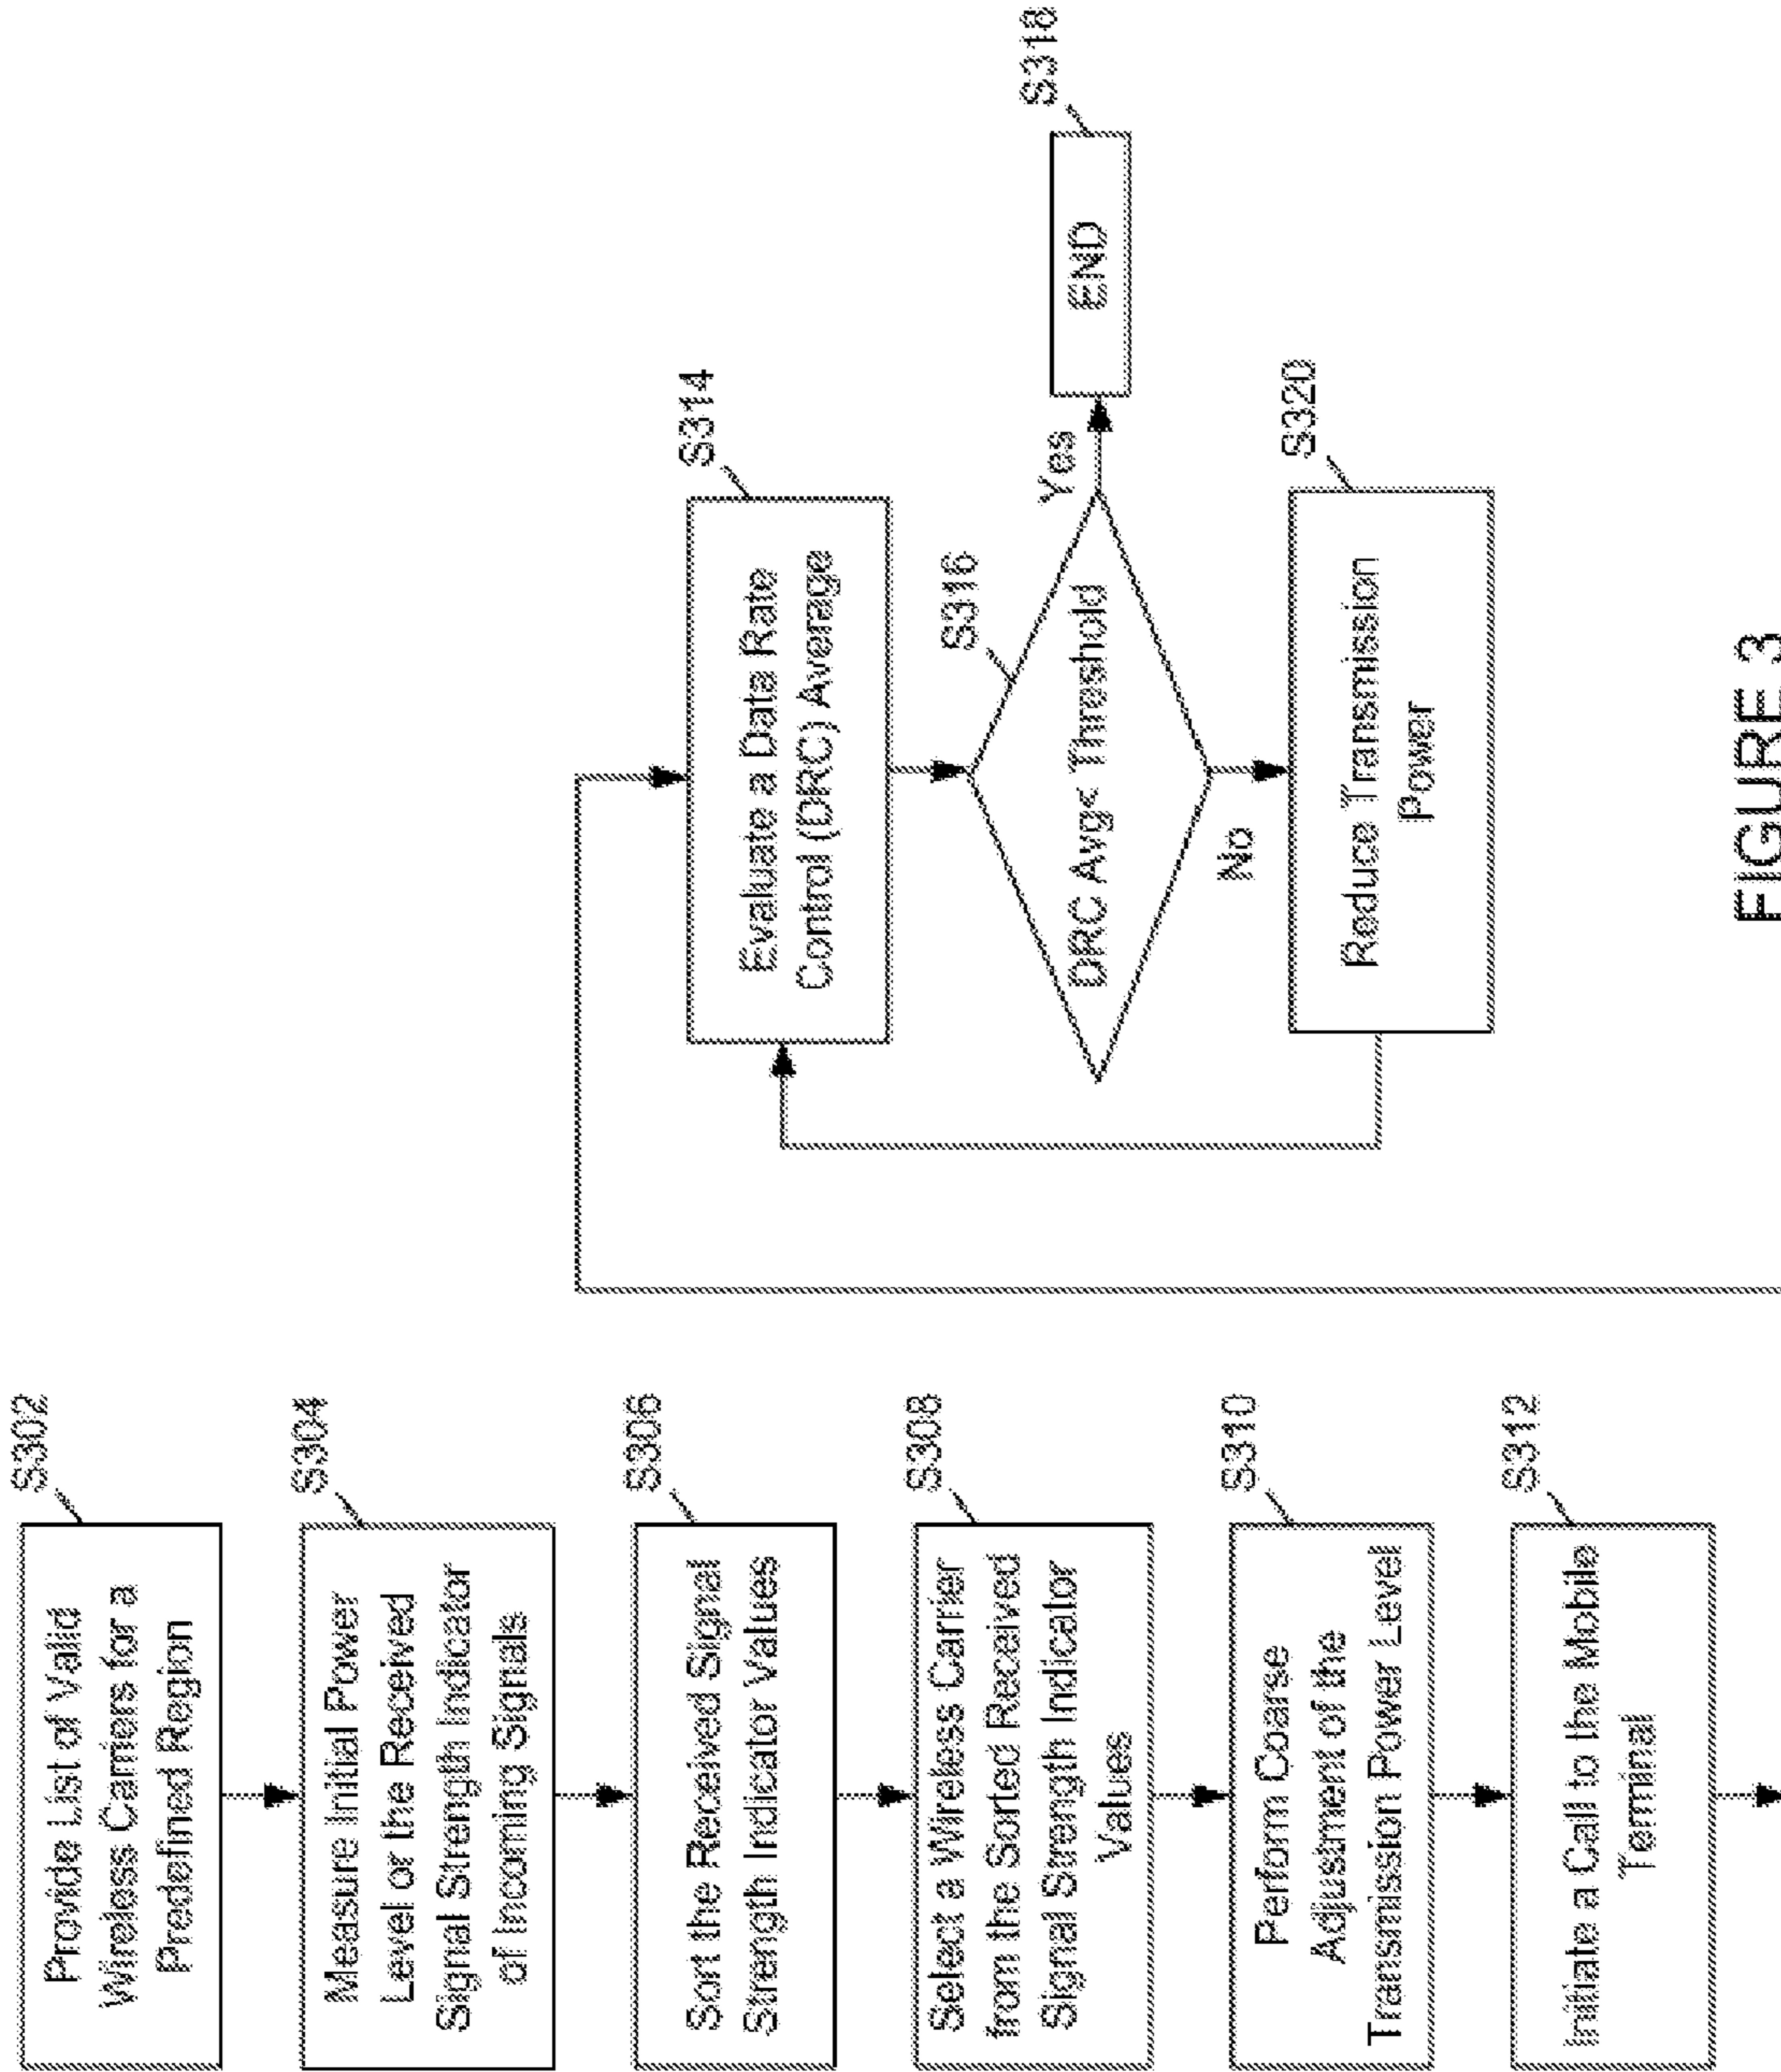 S302
Provide List of Valid
Wireless Carriers for a
Predefined Region
S304
Measure Initial Power
Level or the Received
Signal Strength Indicator
of Incoming Signals
S306
Sort the Received Signal
Strength Indicator Values
S308
Select a Wireless Carrier
from the Sorted Received
Signal Strength Indicator
Values
S310
Perform Coarse
Adjustment of the
Transmission Power Level
S312
Initiate a Call to the Mobile
Terminal
S314
Evaluate a Data Rate
Control (DRC) Average
S316
DRC Avg< Threshold
Yes
S318
END
No
S320
Reduce Transmission
Power
FIGURE 3